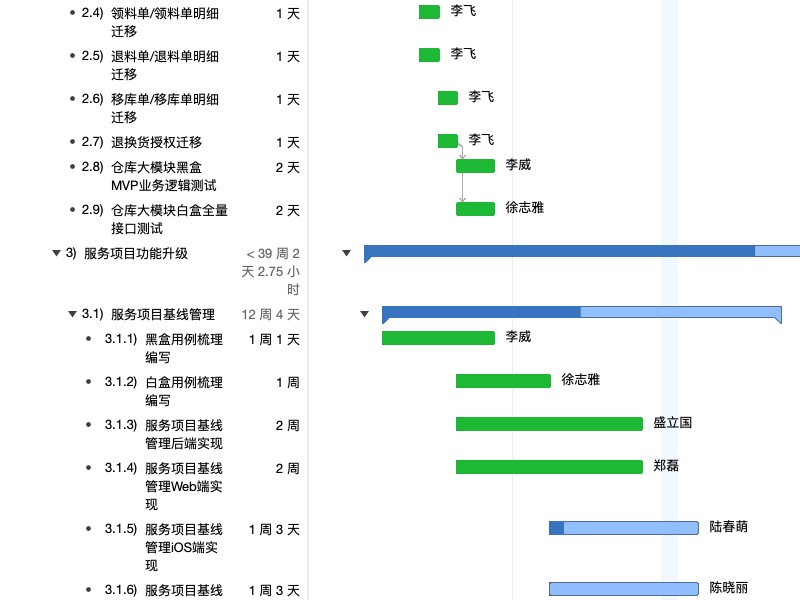 2.4) 领料单/领料单明细 1 天 李飞
迁移
2.5) 退料单/退料单明细 1 天 李飞
迁移
2.6) 移库单/移库单明细 1 天 李飞
迁移
2.7) 退换货授权迁移 1 天 李飞
2.8) 仓库大模块黑盒 2 天 李威
MVP业务逻辑测试
2.9) 仓库大模块白盒全量 2 天 徐志雅
接口测试
3) 服务项目功能升级 < 39 周 2
天 2.75 小
时
3.1) 服务项目基线管理 12 周 4 天
3.1.1) 黑盒用例梳理 1 周 1 天 李威
编写
3.1.2) 白盒用例梳理 1 周 徐志雅
编写
3.1.3) 服务项目基线 2 周 盛立国
管理后端实现
3.1.4) 服务项目基线 2 周 郑磊
管理Web端实
现
3.1.5) 服务项目基线 1 周 3 天 陆春萌
管理iOS端实
现
3.1.6) 服务项目基线 1 周 3 天 陈晓丽